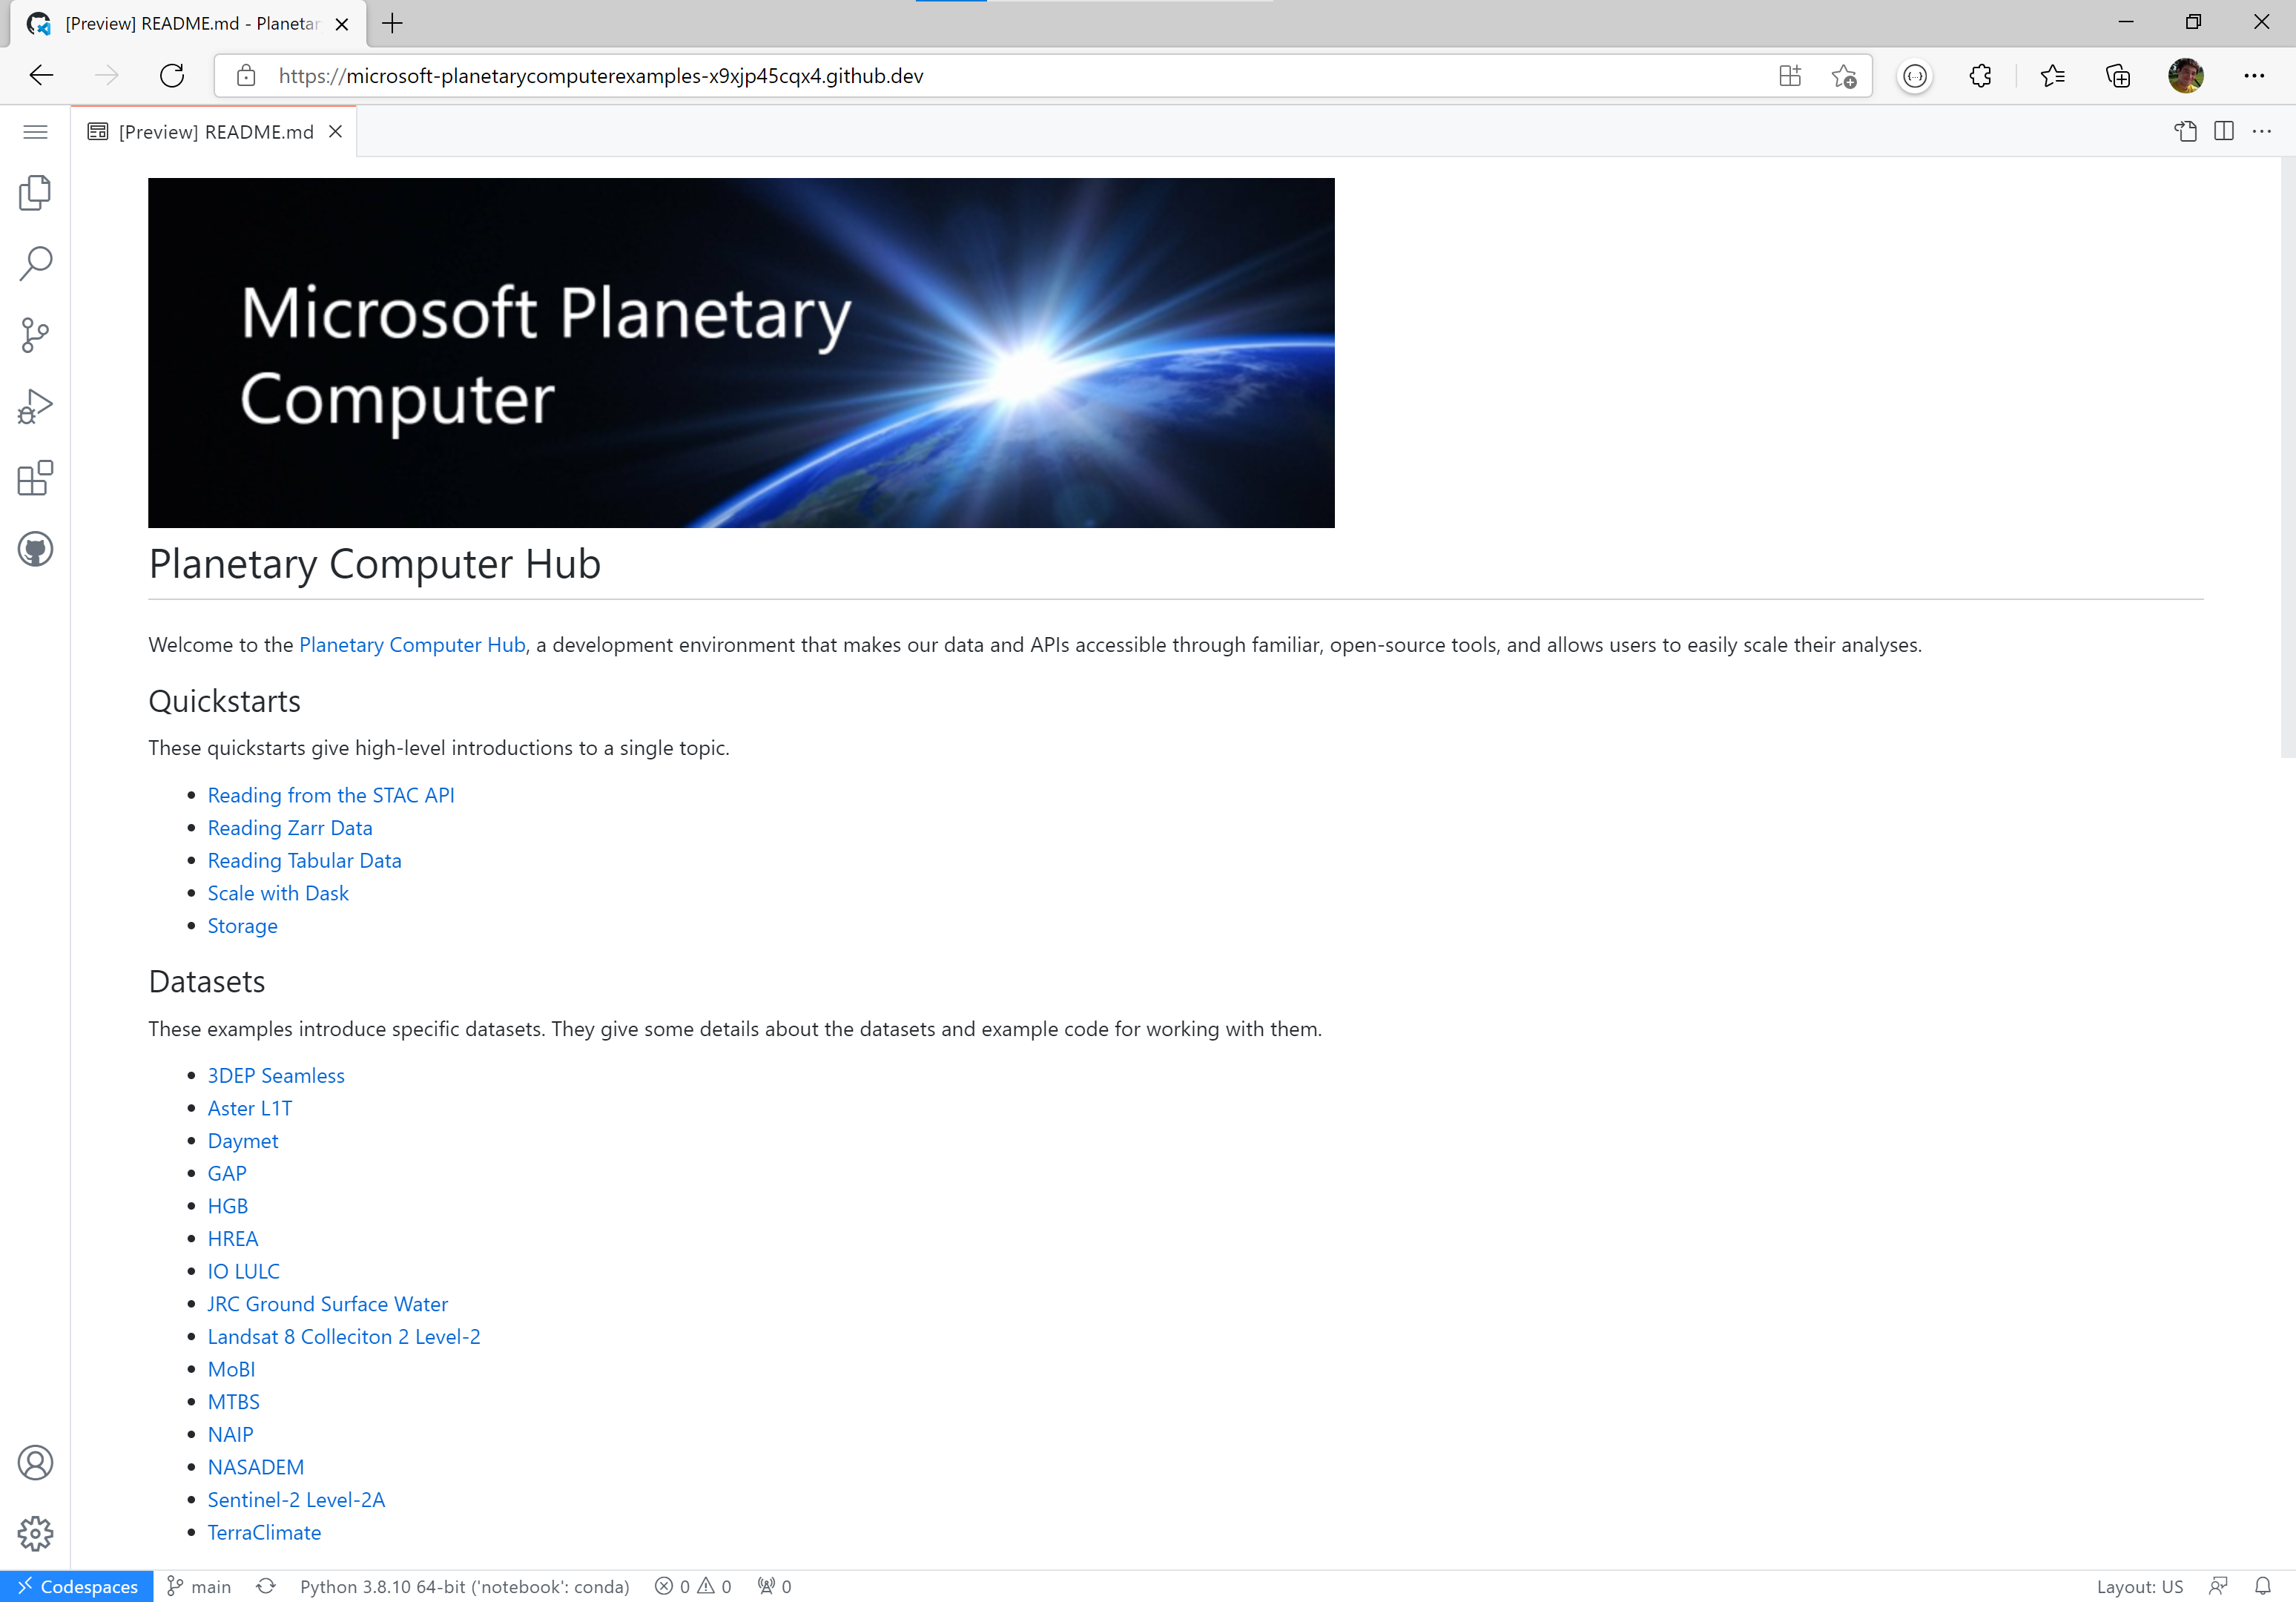 [Preview] README.md - Planetar
https://microsoft-planetarycomputerexamples-x9xjp45cqx4.github.dev
[Preview] README.md
Microsoft Planetary
Computer
Planetary Computer Hub
Welcome to the Planetary Computer Hub, a development environment that makes our data and APIs accessible through familiar, open-source tools, and allows users to easily scale their analyses.
Quickstarts
These quickstarts give high-level introductions to a single topic.
Reading from the STAC API
Reading Zarr Data
Reading Tabular Data
Scale with Dask
Storage
Datasets
These examples introduce specific datasets. They give some details about the datasets and example code for working with them.
3DEP Seamless
Aster L1T
Daymet
GAP
HGB
HREA
IO LULC
JRC Ground Surface Water
Landsat 8 Colleciton 2 Level-2
MoBI
MTBS
NAIP
NASADEM
Sentinel-2 Level-2A
TerraClimate
Codespaces main Python 3.8.10 64-bit ('notebook': conda) 0 0 0 Layout: US